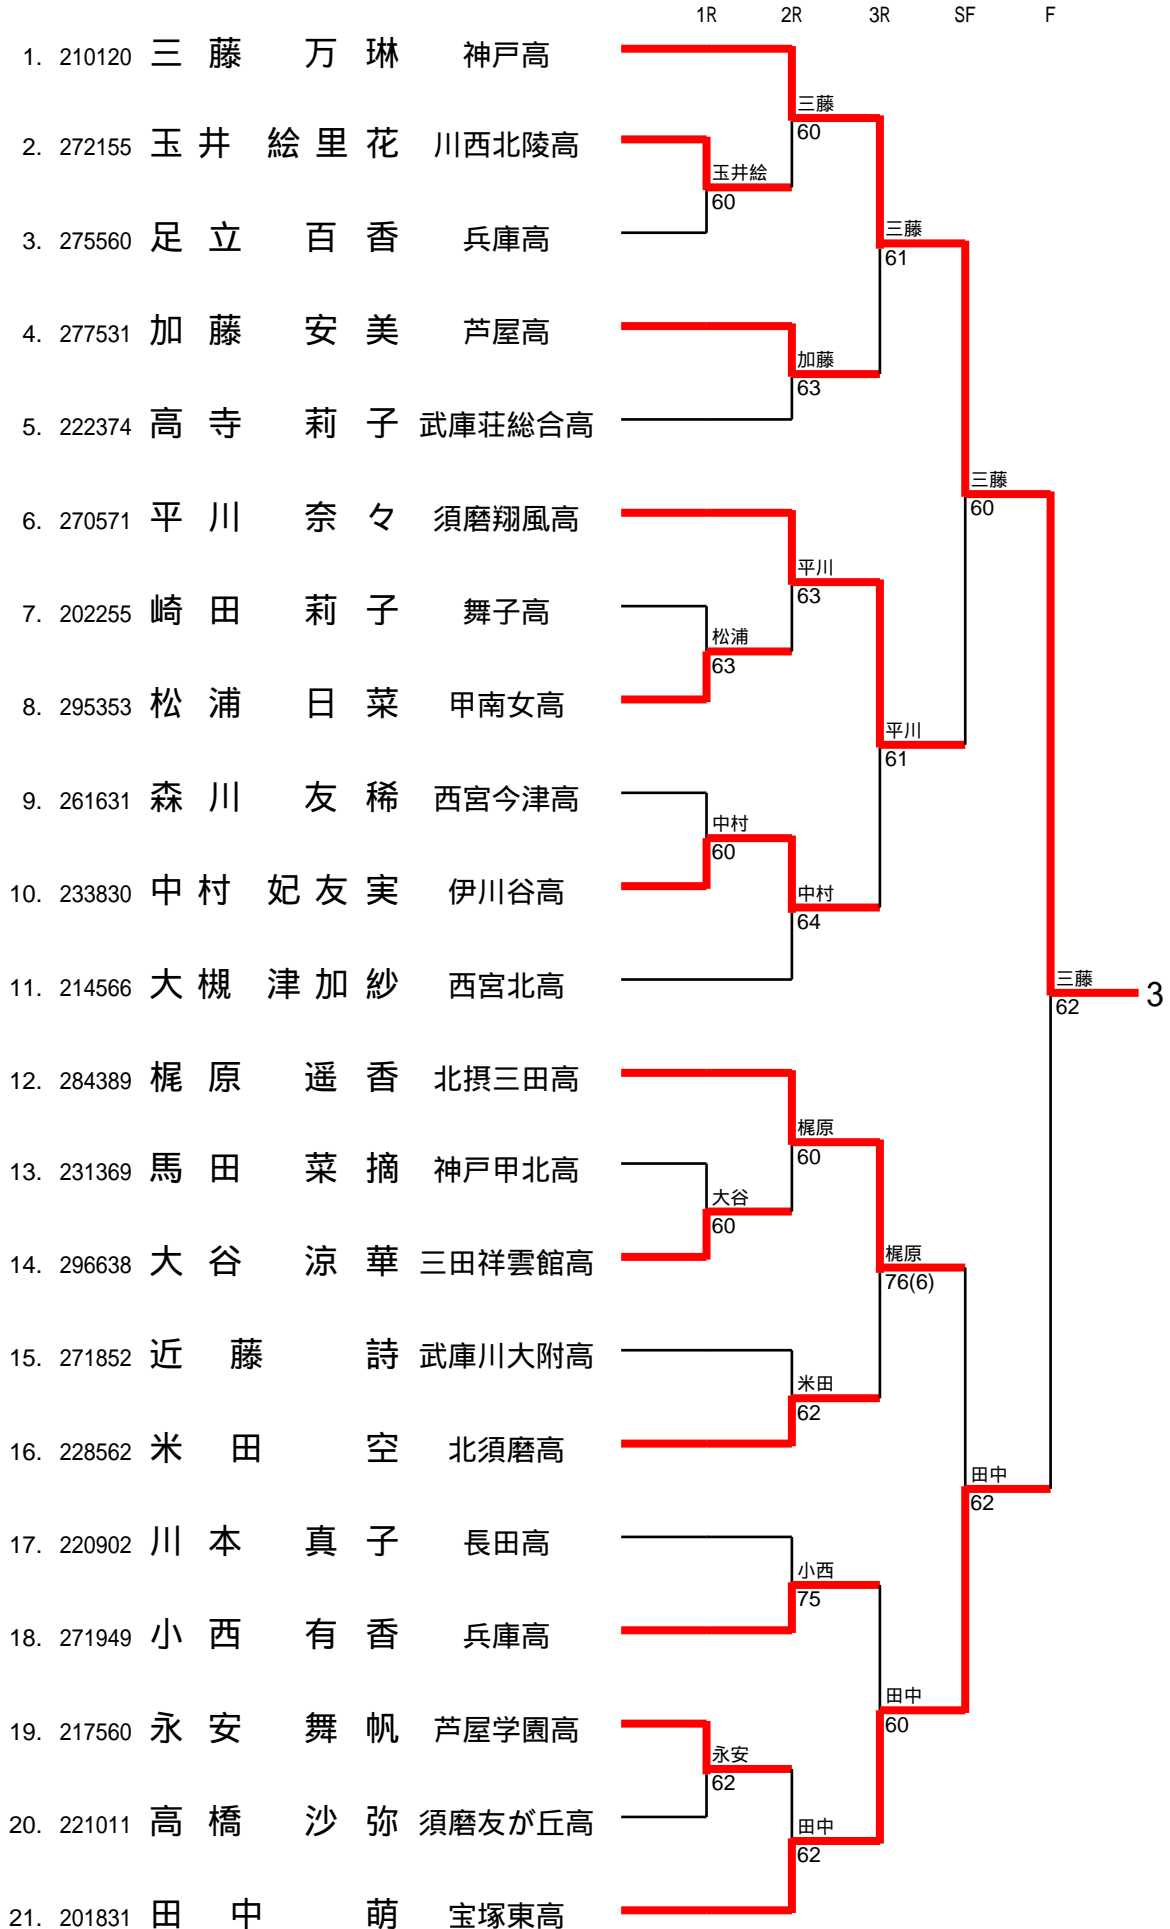 1R 2R 3R SF F
1. 210120 三藤 万琳 神戸高
三藤
60
2. 272155 玉井 絵里花 川西北陵高
玉井絵
60
3. 275560 足立 百香 兵庫高
三藤
61
4. 277531 加藤 安美 芦屋高
加藤
63
5. 222374 高寺 莉子 武庫荘総合高
三藤
60
6. 270571 平川 奈々 須磨翔風高
平川
63
7. 202255 崎田 莉子 舞子高
松浦
63
8. 295353 松浦 日菜 甲南女高
平川
61
9. 261631 森川 友稀 西宮今津高
中村
60
10. 233830 中村 妃友実 伊川谷高
中村
64
11. 214566 大槻 津加紗 西宮北高
三藤
62
3
12. 284389 梶原 遥香 北摂三田高
梶原
60
13. 231369 馬田 菜摘 神戸甲北高
大谷
60
14. 296638 大谷 涼華 三田祥雲館高
梶原
76(6)
15. 271852 近藤 詩 武庫川大附高
米田
62
16. 228562 米田 空 北須磨高
田中
62
17. 220902 川本 真子 長田高
小西
75
18. 271949 小西 有香 兵庫高
田中
60
19. 217560 永安 舞帆 芦屋学園高
永安
62
20. 221011 高橋 沙弥 須磨友が丘高
田中
62
21. 201831 田中 萌 宝塚東高